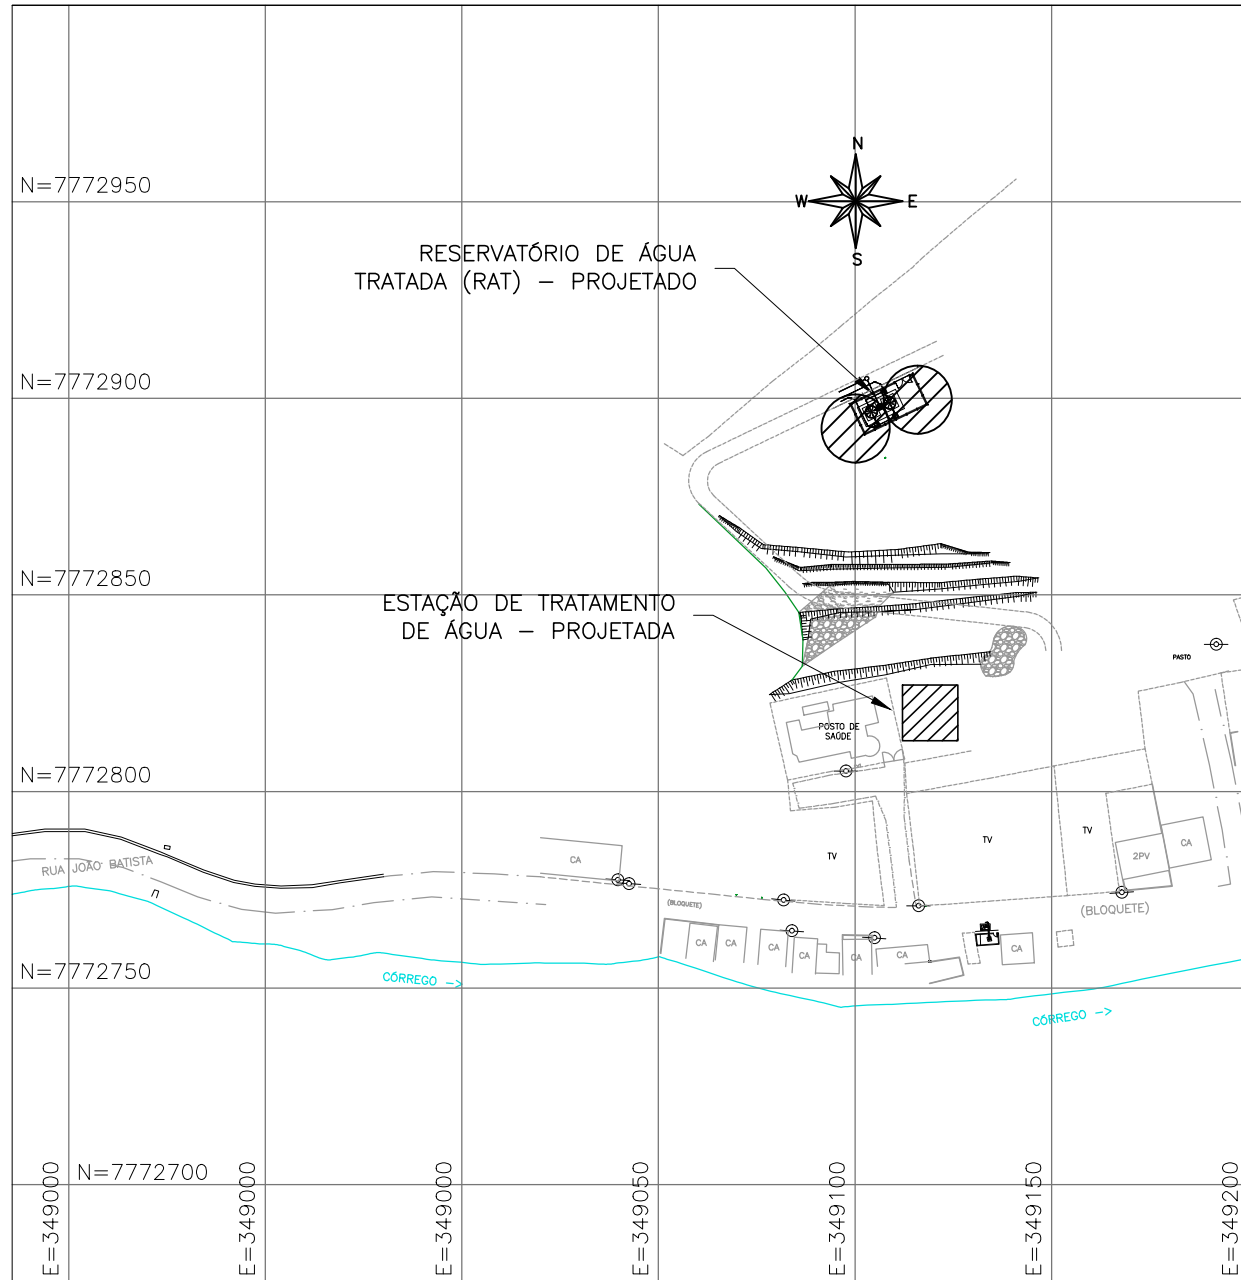 N
N=7772950
W
E
RESERVATÓRIO DE ÁGUA
TRATADA (RAT) – PROJETADO
S
N=7772900
N=7772850
ESTAÇÃO DE TRATAMENTO
DE ÁGUA – PROJETADA
PASTO
POSTO DE
SAÚDE
N=7772800
TV
TV
TV
CA
2PV
CA
RUA JOÃO BATISTA
(BLOQUETE)
(BLOQUETE)
CA
CA
CA
CA
CA
CA
CA
N=7772750
CÓRREGO ->
CÓRREGO ->
N=7772700
E=349000
E=349000
E=349000
E=349050
E=349100
E=349150
E=349200